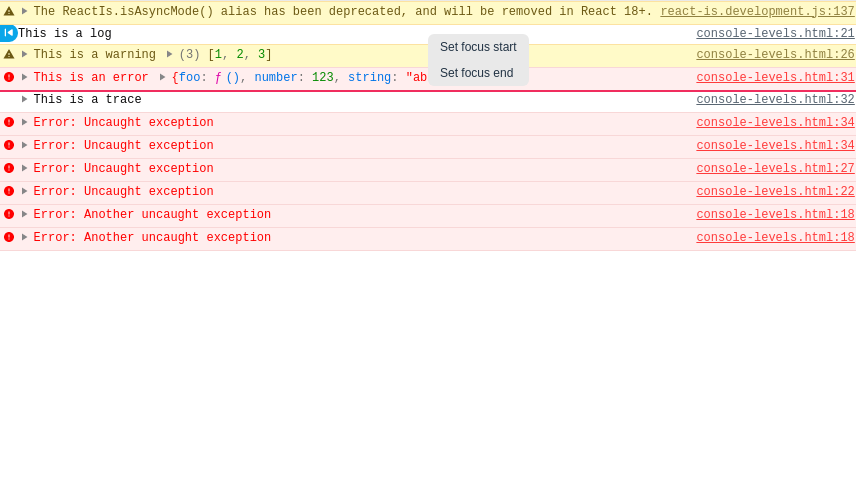 The ReactIs.isAsyncMode() alias has been deprecated, and will be removed in React 18+. react-is.development.js:137
This is a log console-levels.html:21
Set focus start
This is a warning (3) [1, 2, 3] console-levels.html:26
Set focus end
This is an error {foo: ƒ (), number: 123, string: "ab console-levels.html:31
This is a trace console-levels.html:32
Error: Uncaught exception console-levels.html:34
Error: Uncaught exception console-levels.html:34
Error: Uncaught exception console-levels.html:27
Error: Uncaught exception console-levels.html:22
Error: Another uncaught exception console-levels.html:18
Error: Another uncaught exception console-levels.html:18